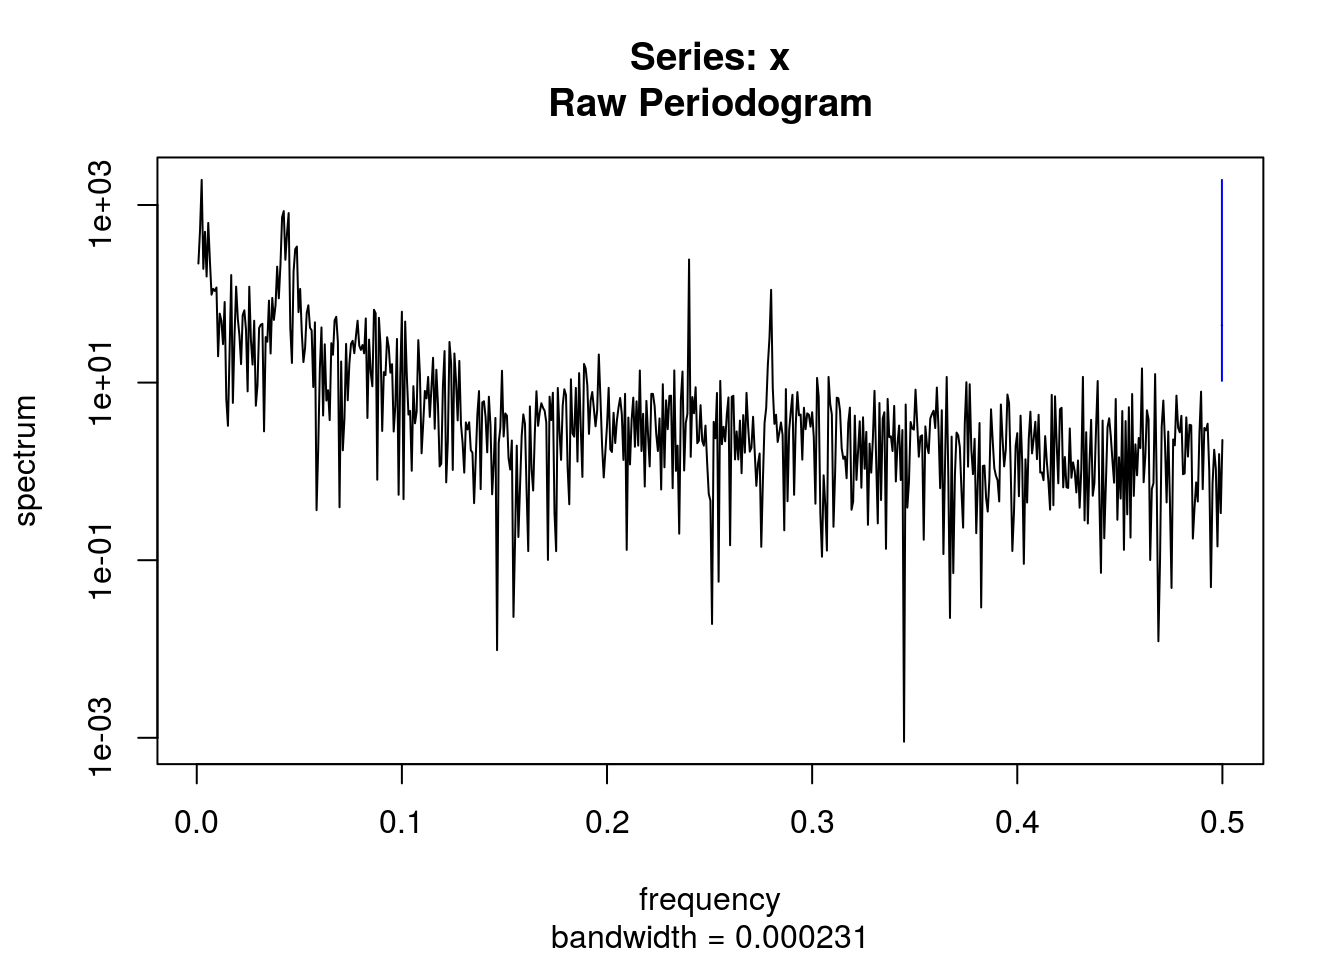 Series: x
Raw Periodogram
1e+03
1e+01
1e-01
1e-03
spectrum
0.0 0.1 0.2 0.3 0.4 0.5
frequency
bandwidth = 0.000231